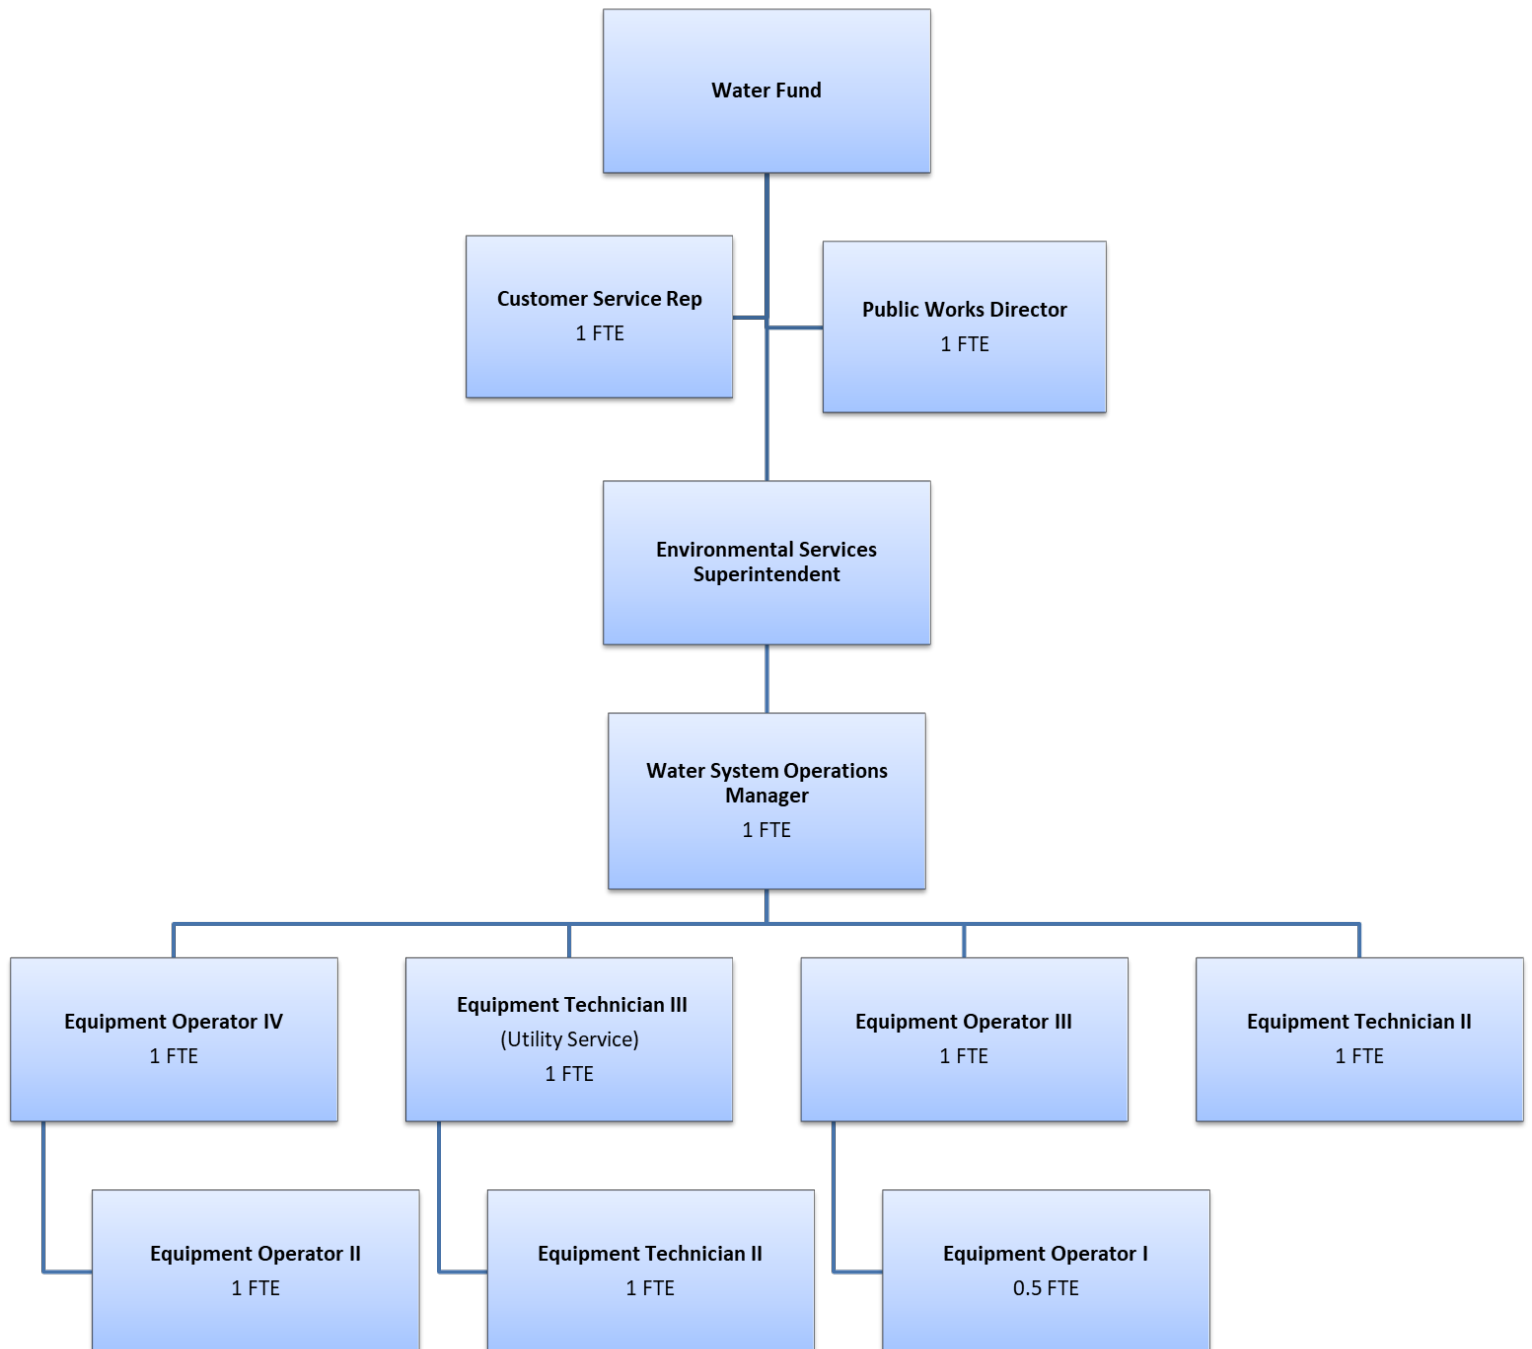 Water Fund
Customer Service Rep
1 FTE
Public Works Director
1 FTE
Environmental Services
Superintendent
Water System Operations
Manager
1 FTE
Equipment Operator IV
1 FTE
Equipment Technician III
(Utility Service)
1 FTE
Equipment Operator III
1 FTE
Equipment Technician II
1 FTE
Equipment Operator II
1 FTE
Equipment Technician II
1 FTE
Equipment Operator I
0.5 FTE